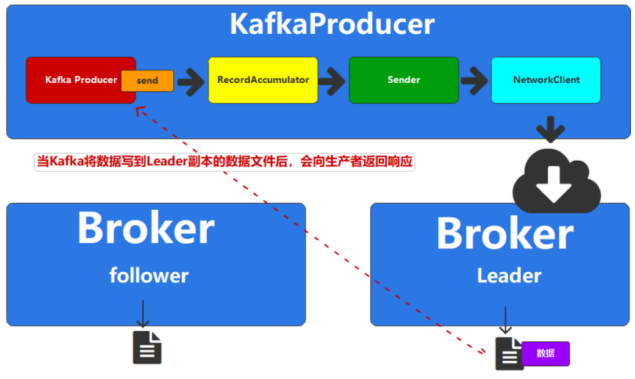 KafkaProducer
Kafka Producer
send
RecordAccumulator
Sender
NetworkClient
当Kafka将数据写到Leader副本的数据文件后，会向生产者返回响应
Broker
follower
Broker
Leader
数据